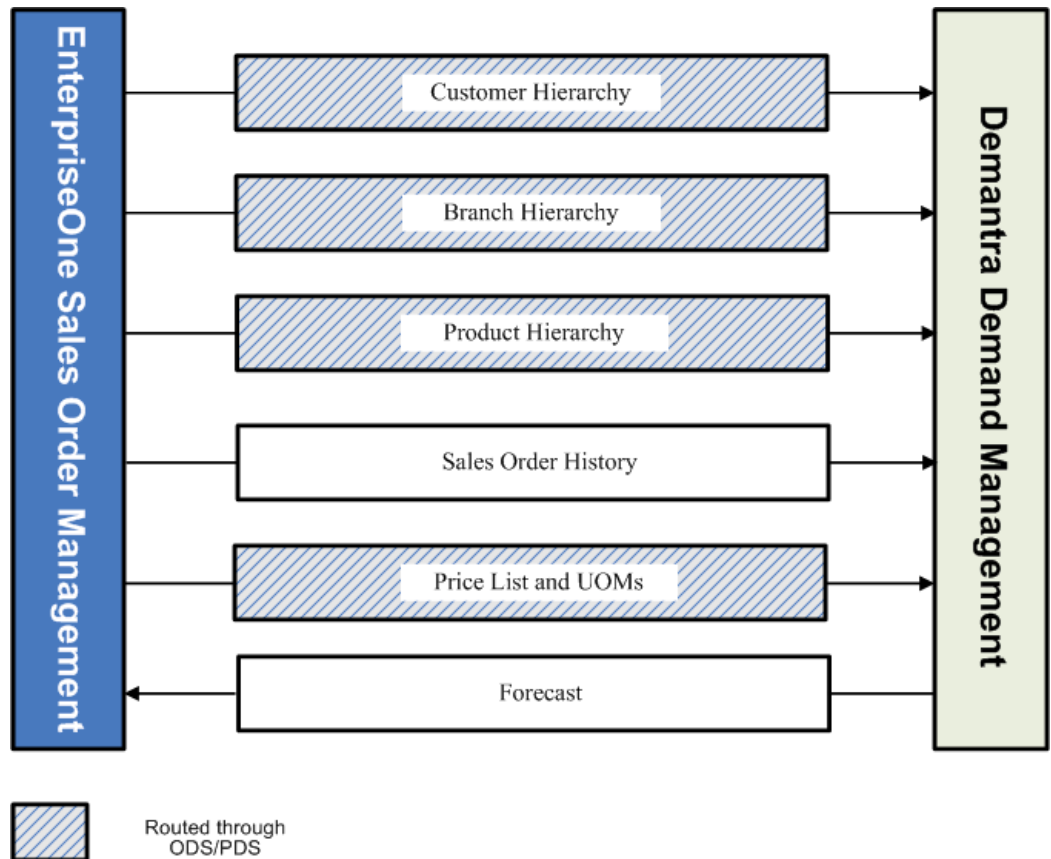 EnterpriseOne Sales Order Management
Customer Hierarchy
Branch Hierarchy
Product Hierarchy
Sales Order History
Price List and UOMs
Forecast
Demantra Demand Management
Routed through
ODS/PDS